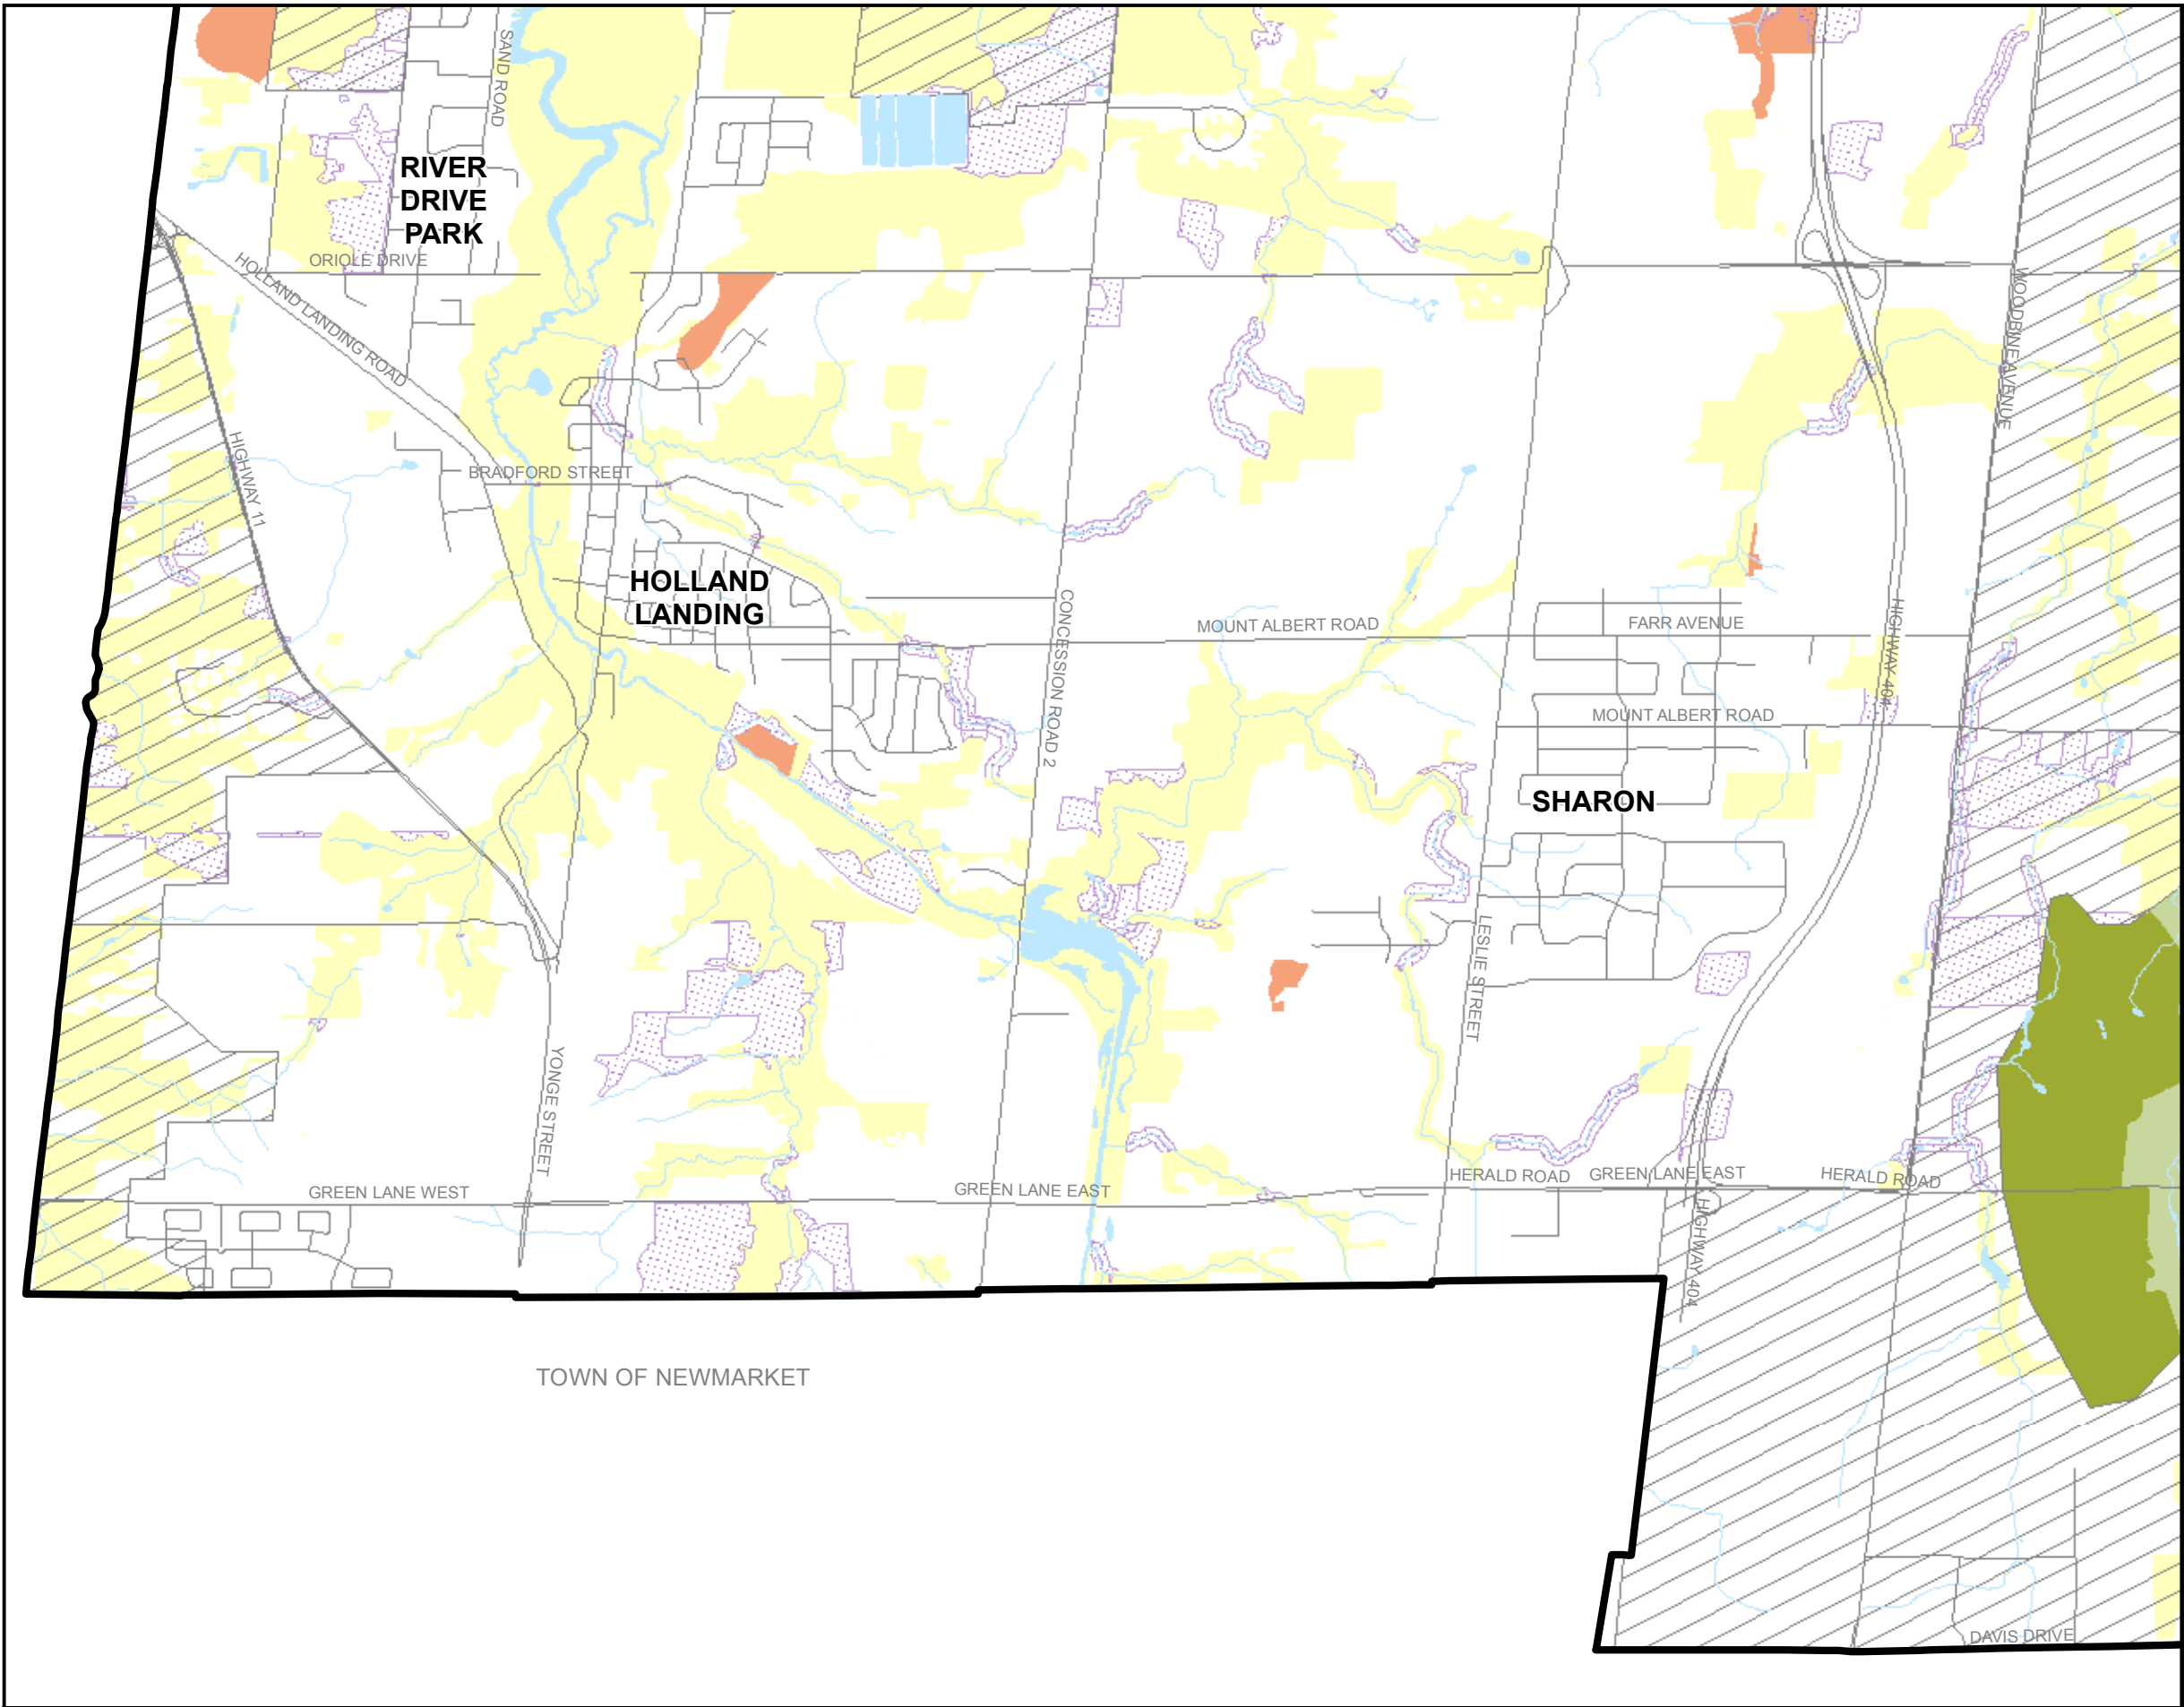 SAND ROAD
RIVER
DRIVE
PARK
ORIOLE DRIVE
HOLLAND LANDING ROAD
WOODBINE AVENUE
HIGHWAY 11
BRADFORD STREET
HOLLAND
LANDING
CONCESSION ROAD 2
MOUNT ALBERT ROAD
FARR AVENUE
HIGHWAY 404
MOUNT ALBERT ROAD
SHARON
LESLIE STREET
YONGE STREET
GREEN LANE WEST
GREEN LANE EAST
HERALD ROAD
GREEN LANE EAST
HERALD ROAD
HIGHWAY 404
TOWN OF NEWMARKET
DAVIS DRIVE